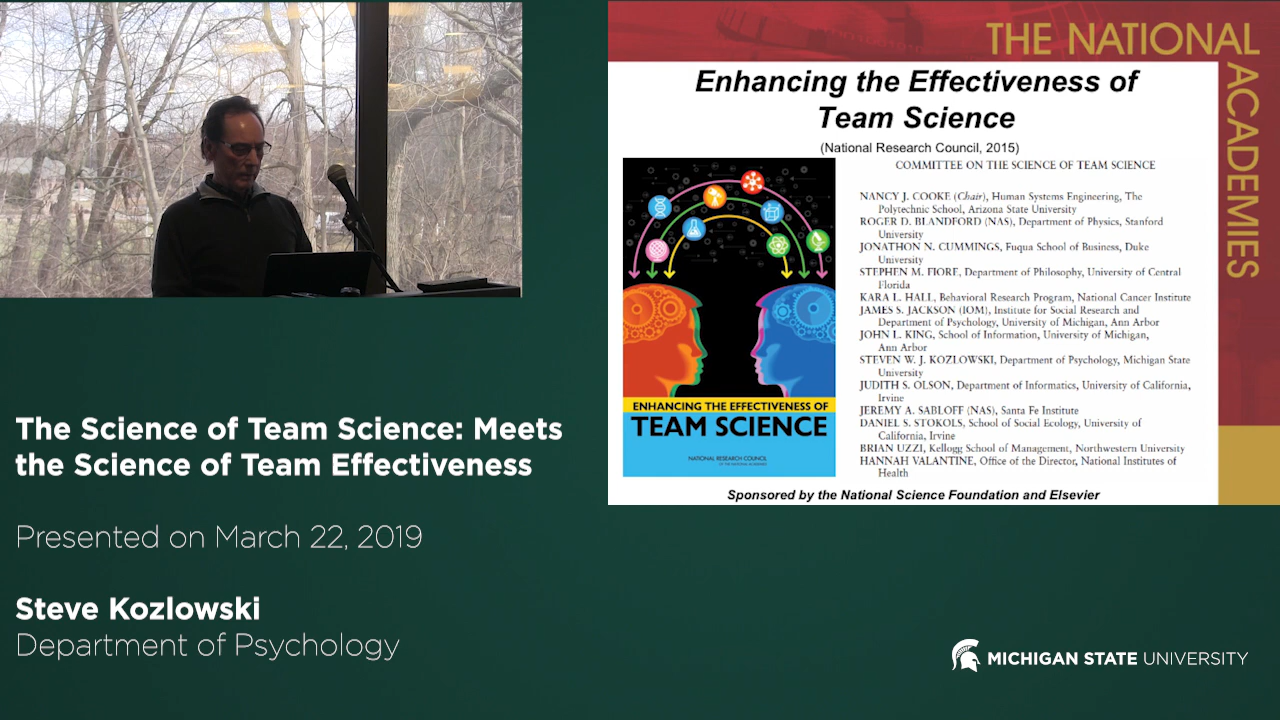 THE NATIONAL
ACADEMIES
Enhancing the Effectiveness of
Team Science
(National Research Council, 2015)
COMMITTEE ON THE SCIENCE OF TEAM SCIENCE
NANCY J. COOKE (Chair), Human Systems Engineering, The
Polytechnic School, Arizona State University
ROGER D. BLANDFORD (NAS), Department of Physics, Stanford
University
JONATHON N. CUMMINGS, Fuqua School of Business, Duke
University
STEPHEN M. FIORE, Department of Philosophy, University of Central
Florida
KARA L. HALL, Behavioral Research Program, National Cancer Institute
JAMES S. JACKSON (IOM), Institute for Social Research and
Department of Psychology, University of Michigan, Ann Arbor
JOHN L. KING, School of Information, University of Michigan,
Ann Arbor
STEVEN W. J. KOZLOWSKI, Department of Psychology, Michigan State
University
JUDITH S. OLSON, Department of Informatics, University of California,
Irvine
JEREMY A. SABLOFF (NAS), Santa Fe Institute
DANIEL S. STOKOLS, School of Social Ecology, University of
California, Irvine
BRIAN UZZI, Kellogg School of Management, Northwestern University
HANNAH VALANTINE, Office of the Director, National Institutes of
Health
ENHANCING THE EFFECTIVENESS OF
TEAM SCIENCE
NATIONAL RESEARCH COUNCIL
OF THE NATIONAL ACADEMIES
Sponsored by the National Science Foundation and Elsevier
The Science of Team Science: Meets
the Science of Team Effectiveness
Presented on March 22, 2019
Steve Kozlowski
Department of Psychology
MICHIGAN STATE UNIVERSITY